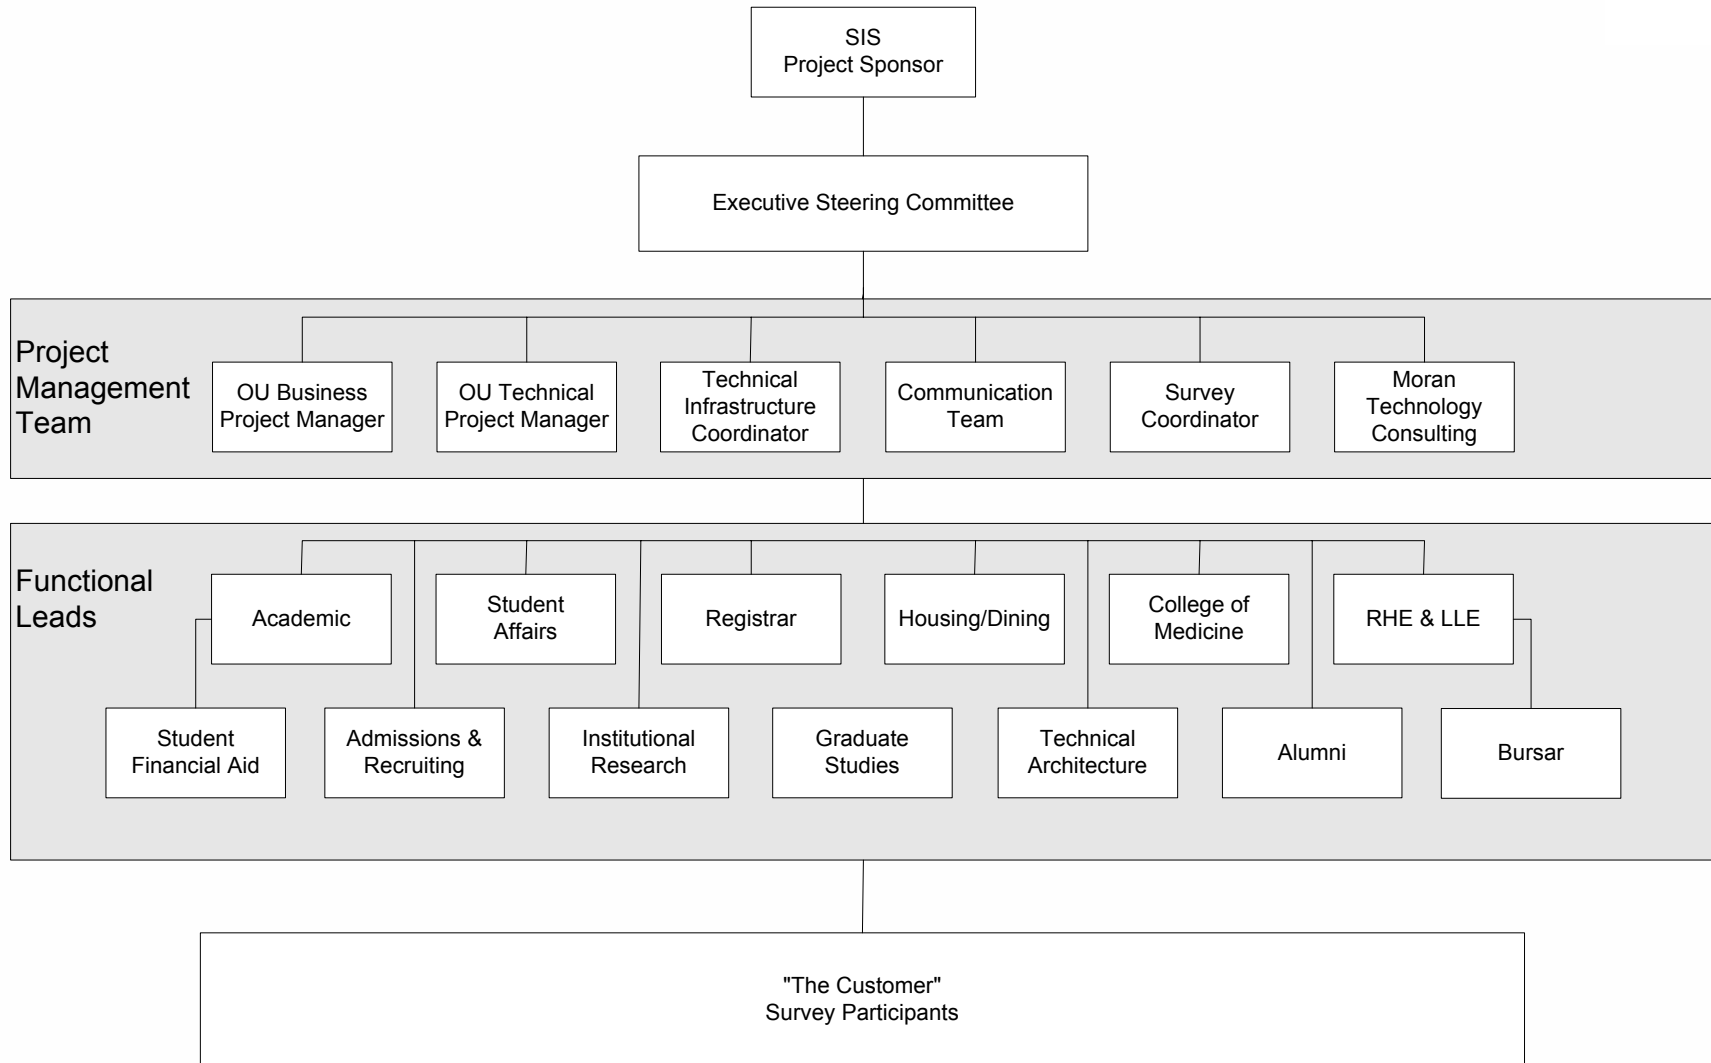 SIS
Project Sponsor
Executive Steering Committee
Project
Management
Team
OU Business
Project Manager
OU Technical
Project Manager
Technical
Infrastructure
Coordinator
Communication
Team
Survey
Coordinator
Moran
Technology
Consulting
Functional
Leads
Academic
Student
Affairs
Registrar
Housing/Dining
College of
Medicine
RHE & LLE
Student
Financial Aid
Admissions &
Recruiting
Institutional
Research
Graduate
Studies
Technical
Architecture
Alumni
Bursar
"The Customer"
Survey Participants